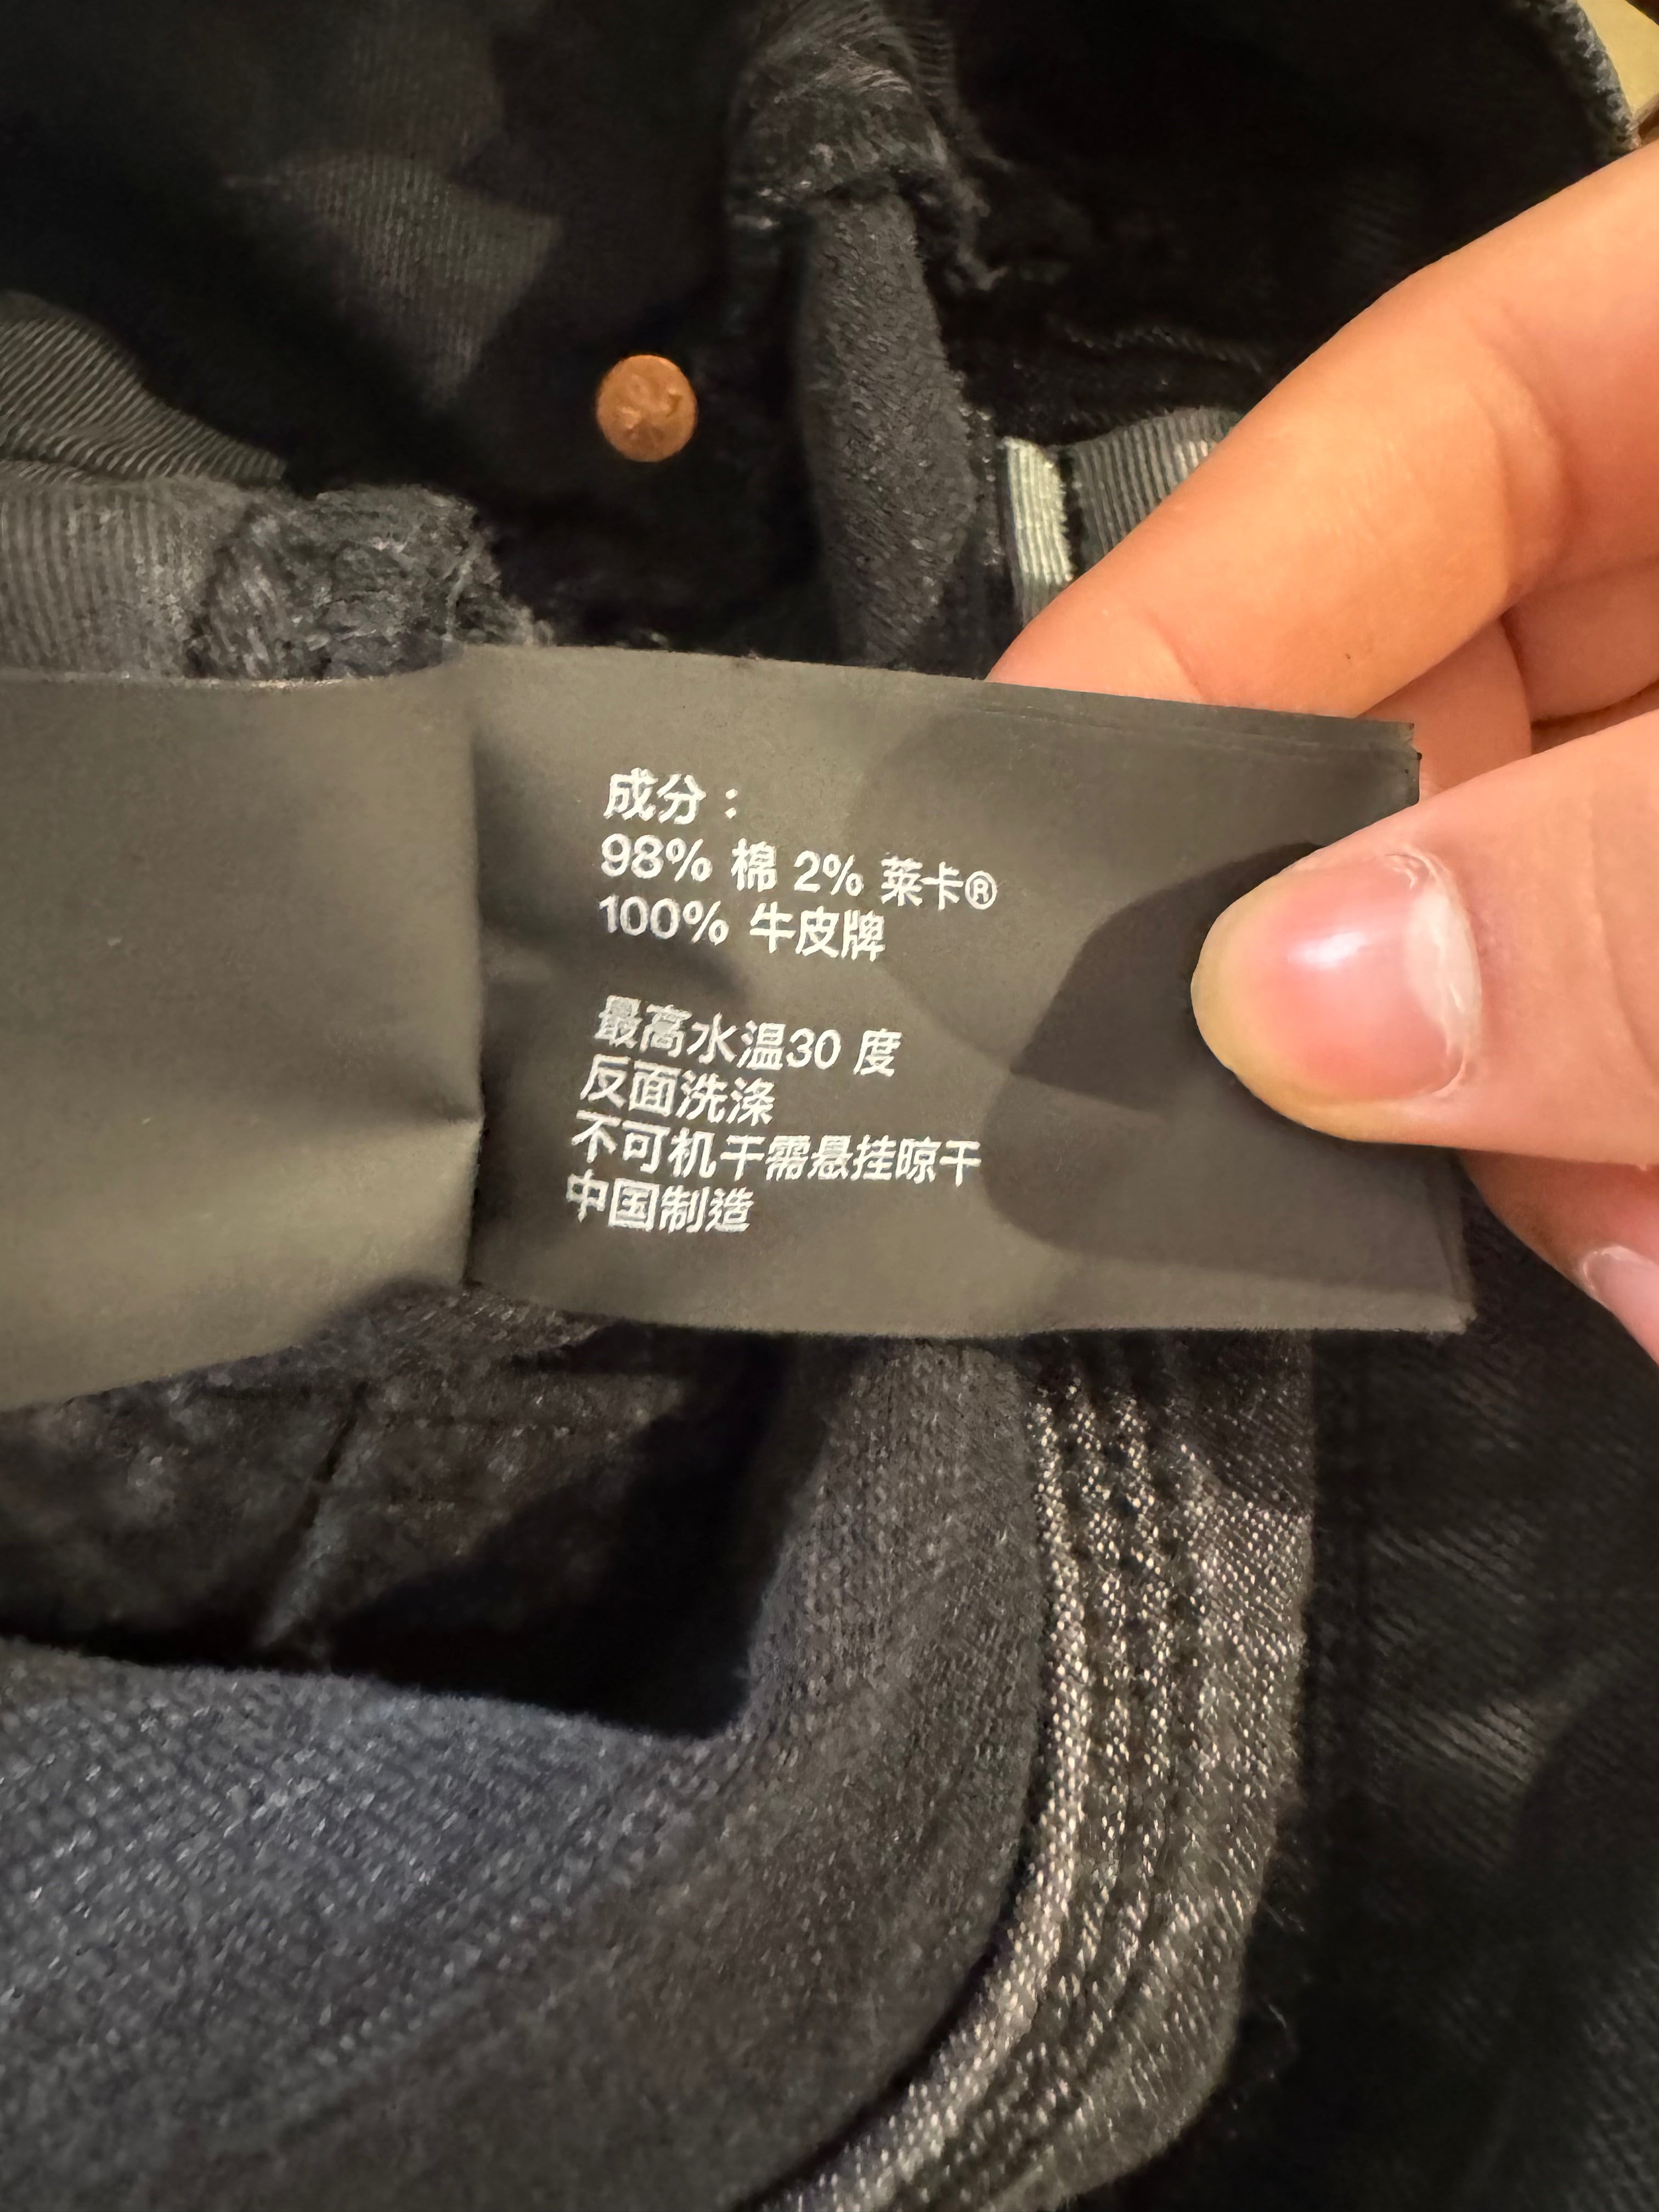 成分：
98% 棉 2% 莱卡®
100% 牛皮牌
最高水温30 度
反面洗涤
不可机干需悬挂晾干
中国制造